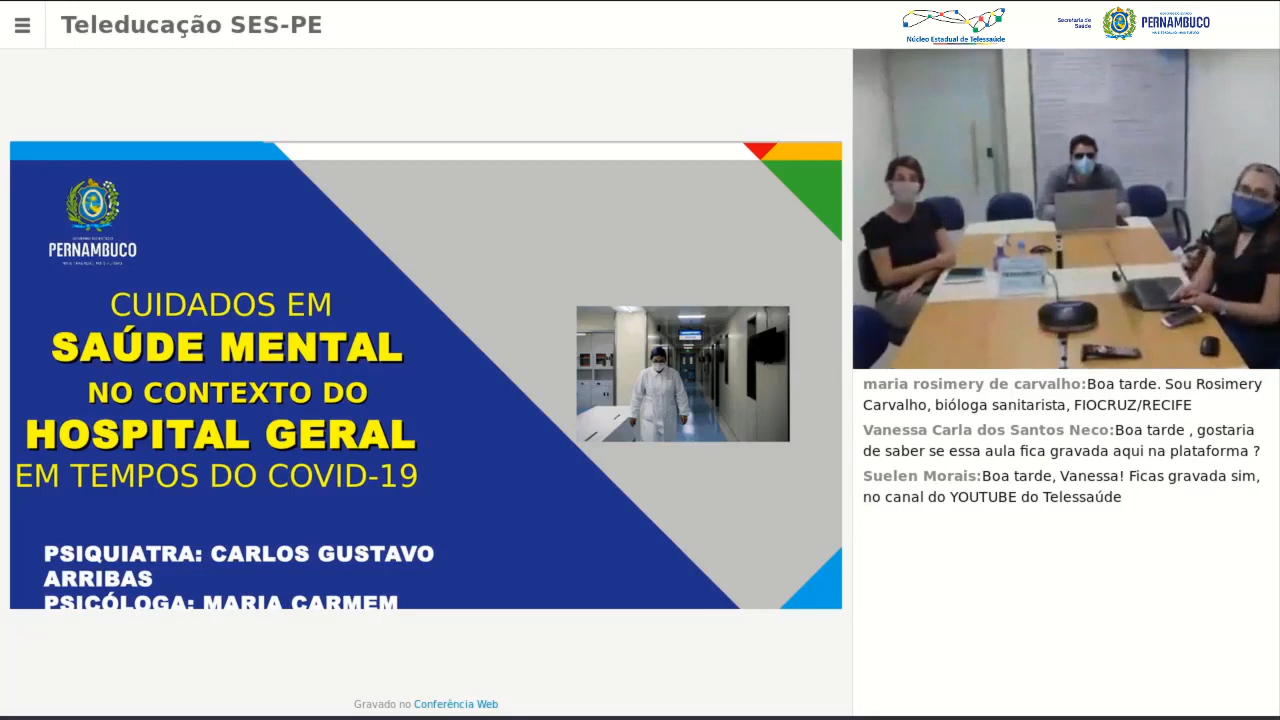 Teleducação SES-PE
Núcleo Estadual de Telessaúde
Secretaria de
Saúde
PERNAMBUCO
PERNAMBUCO
CUIDADOS EM
SAÚDE MENTAL
NO CONTEXTO DO
HOSPITAL GERAL
EM TEMPOS DO COVID-19
PSIQUIATRA: CARLOS GUSTAVO
ARRIBAS
PSICÓLOGA: MARIA CARMEM
maria rosimery de carvalho:Boa tarde. Sou Rosimery
Carvalho, bióloga sanitarista, FIOCRUZ/RECIFE
Vanessa Carla dos Santos Neco:Boa tarde , gostaria
de saber se essa aula fica gravada aqui na plataforma ?
Suelen Morais:Boa tarde, Vanessa! Ficas gravada sim,
no canal do YOUTUBE do Telessaúde
Gravado no Conferência Web